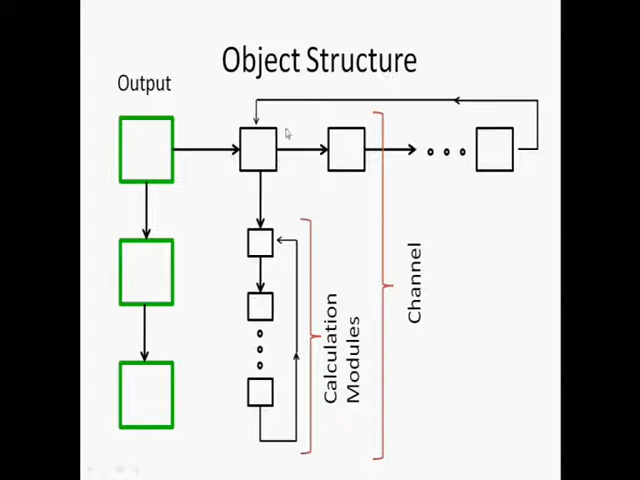 Object Structure
Output
Channel
Calculation
Modules